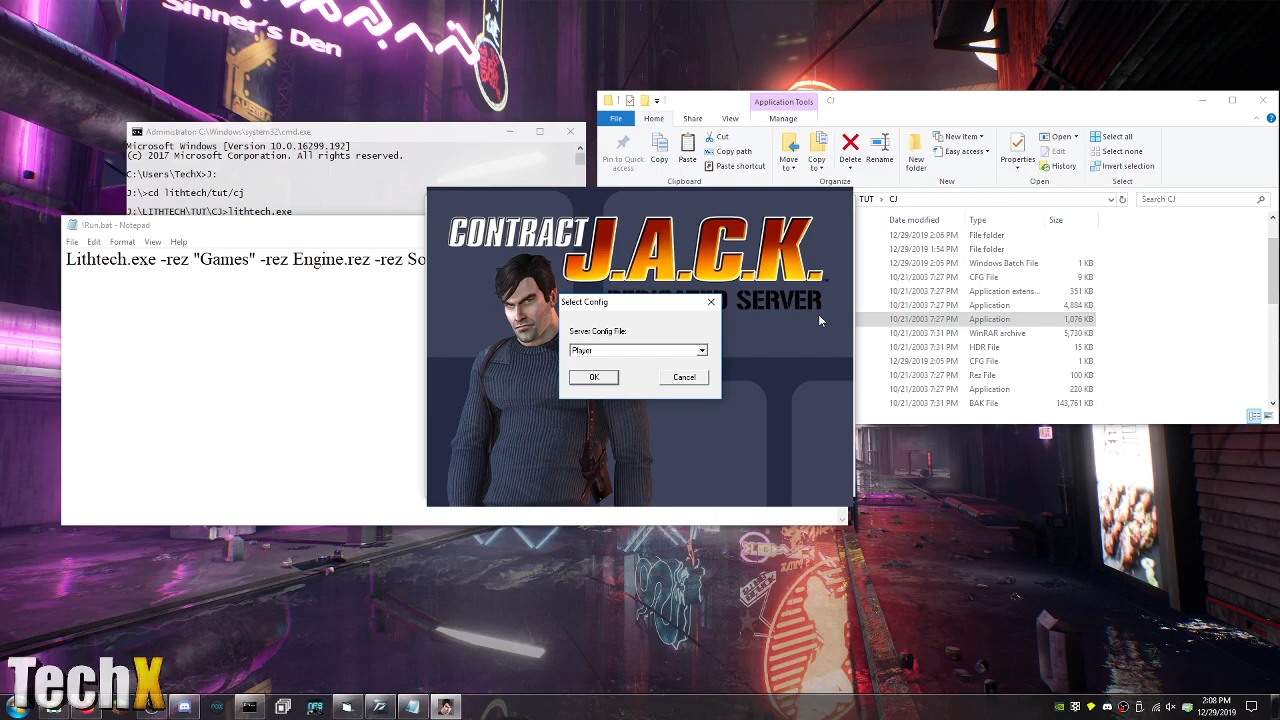 Sinner's Den
Administrator: C:\Windows\system32\cmd.exe
Microsoft Windows [Version 10.0.16299.192]
(c) 2017 Microsoft Corporation. All rights reserved.
C:\Users\TechX>J:
J:\>cd lithtech/tut/cj
J:\LITHTECH\TUT\CJ>lithtech.exe
1Run.bat - Notepad
File Edit Format View Help
Lithtech.exe -rez "Games" -rez Engine.rez -rez So
CONTRACT
J.A.C.K.
SERVER
Select Config
Server Config File:
Player
OK Cancel
Application Tools CJ
File Home Share View Manage
Pin to Quick
Access
Copy
Paste
Cut
Copy path
Paste shortcut
Clipboard
Move
to
Copy
to
Delete
Rename
Organize
New
folder
New item
Easy access
New
Properties
Open
Edit
History
Open
Select all
Select none
Invert selection
Select
TUT CJ Search CJ
Date modified Type Size
12/29/2019 2:06 PM File folder
12/29/2019 1:54 PM File folder
12/29/2019 2:05 PM Windows Batch File 1 KB
10/21/2003 7:27 PM CFG File 9 KB
10/21/2003 7:27 PM Application extens... 351 KB
10/21/2003 7:27 PM Application 4,884 KB
10/21/2003 7:27 PM Application 1,076 KB
10/21/2003 7:31 PM WinRAR archive 5,730 KB
10/21/2003 7:27 PM HDR File 15 KB
12/29/2019 2:05 PM CFG File 1 KB
10/21/2003 7:27 PM Rez File 100 KB
10/21/2003 7:27 PM Application 220 KB
10/21/2003 7:31 PM BAK File 143,761 KB
TechX
2:08 PM
12/29/2019